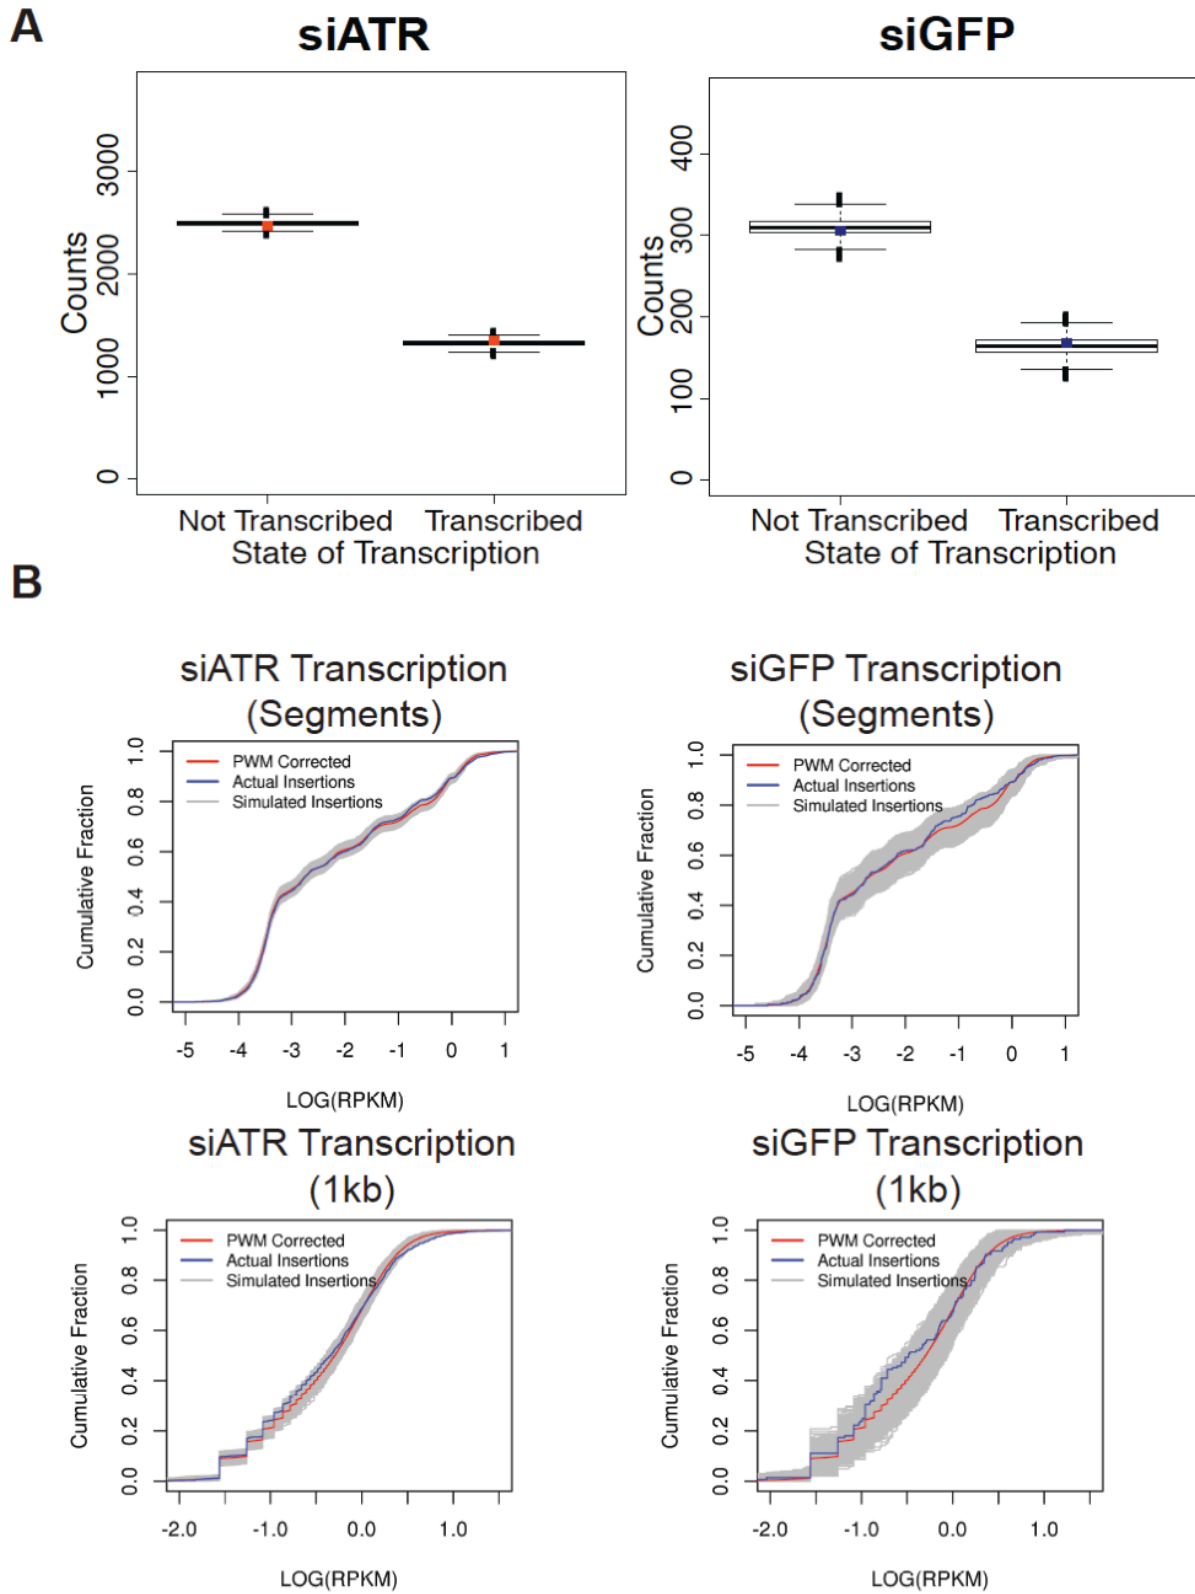 A
siATR
siGFP
Counts
0 1000 2000 3000
Not Transcribed Transcribed
State of Transcription
Counts
0 100 200 300 400
Not Transcribed Transcribed
State of Transcription
B
siATR Transcription
(Segments)
PWM Corrected
Actual Insertions
Simulated Insertions
Cumulative Fraction
0.0 0.2 0.4 0.6 0.8 1.0
-5 -4 -3 -2 -1 0 1
LOG(RPKM)
siGFP Transcription
(Segments)
PWM Corrected
Actual Insertions
Simulated Insertions
Cumulative Fraction
0.0 0.2 0.4 0.6 0.8 1.0
-5 -4 -3 -2 -1 0 1
LOG(RPKM)
siATR Transcription
(1kb)
PWM Corrected
Actual Insertions
Simulated Insertions
Cumulative Fraction
0.0 0.2 0.4 0.6 0.8 1.0
-2.0 -1.0 0.0 1.0
LOG(RPKM)
siGFP Transcription
(1kb)
PWM Corrected
Actual Insertions
Simulated Insertions
Cumulative Fraction
0.0 0.2 0.4 0.6 0.8 1.0
-2.0 -1.0 0.0 1.0
LOG(RPKM)